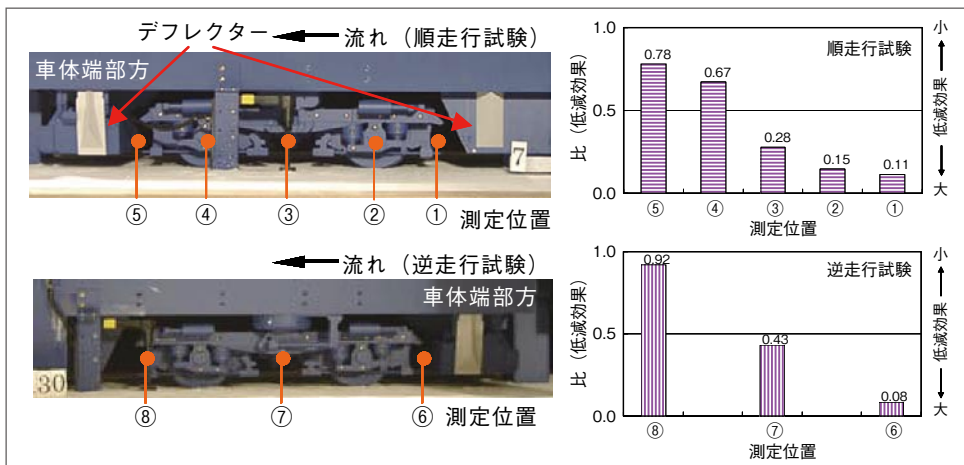 デフレクター
流れ（順走行試験）
車体端部方
7
⑤ ④ ③ ② ① 測定位置
1.0
0.5
0.0
比（低減効果）
順走行試験
0.78
0.67
0.28
0.15
0.11
⑤ ④ ③ ② ①
測定位置
小
低減効果
大
流れ（逆走行試験）
車体端部方
30
⑧ ⑦ ⑥ 測定位置
1.0
0.5
0.0
比（低減効果）
逆走行試験
0.92
0.43
0.08
⑧ ⑦ ⑥
測定位置
小
低減効果
大